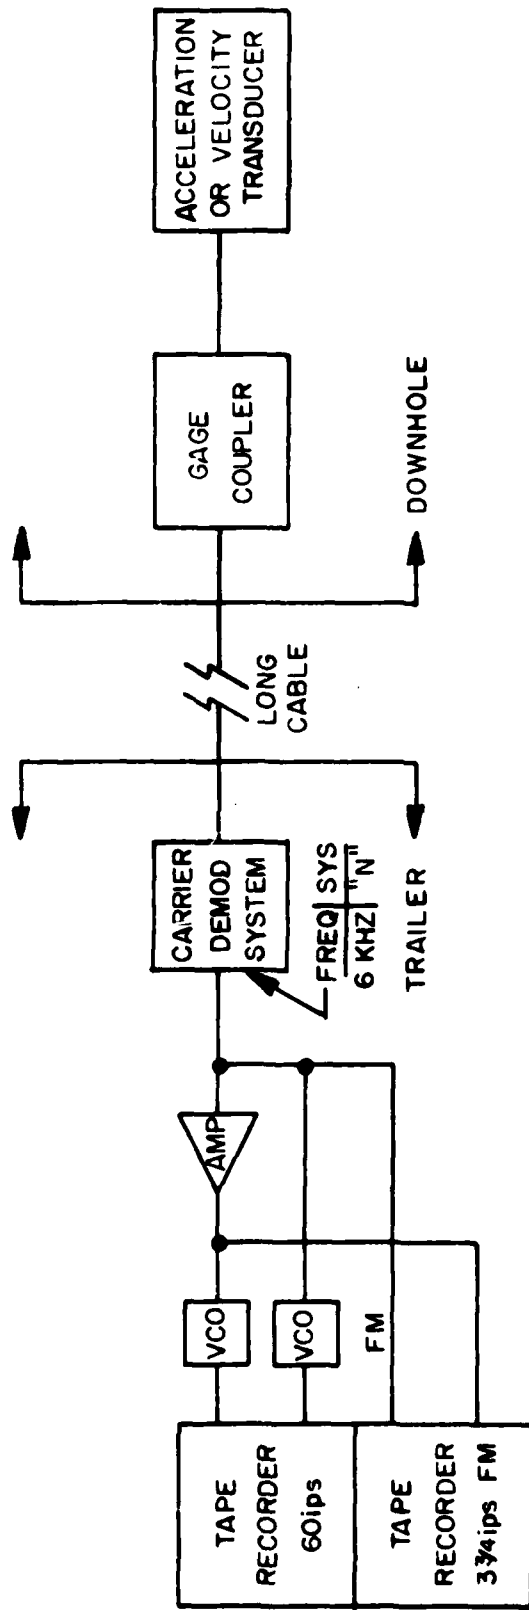 TAPE
RECORDER
60ips
TAPE
RECORDER
3¾ips FM
VCO
VCO
FM
AMP
CARRIER
DEMOD
SYSTEM
FREQ SYS
6 KHZ "N"
TRAILER
LONG
CABLE
GAGE
COUPLER
DOWNHOLE
ACCELERATION
OR VELOCITY
TRANSDUCER